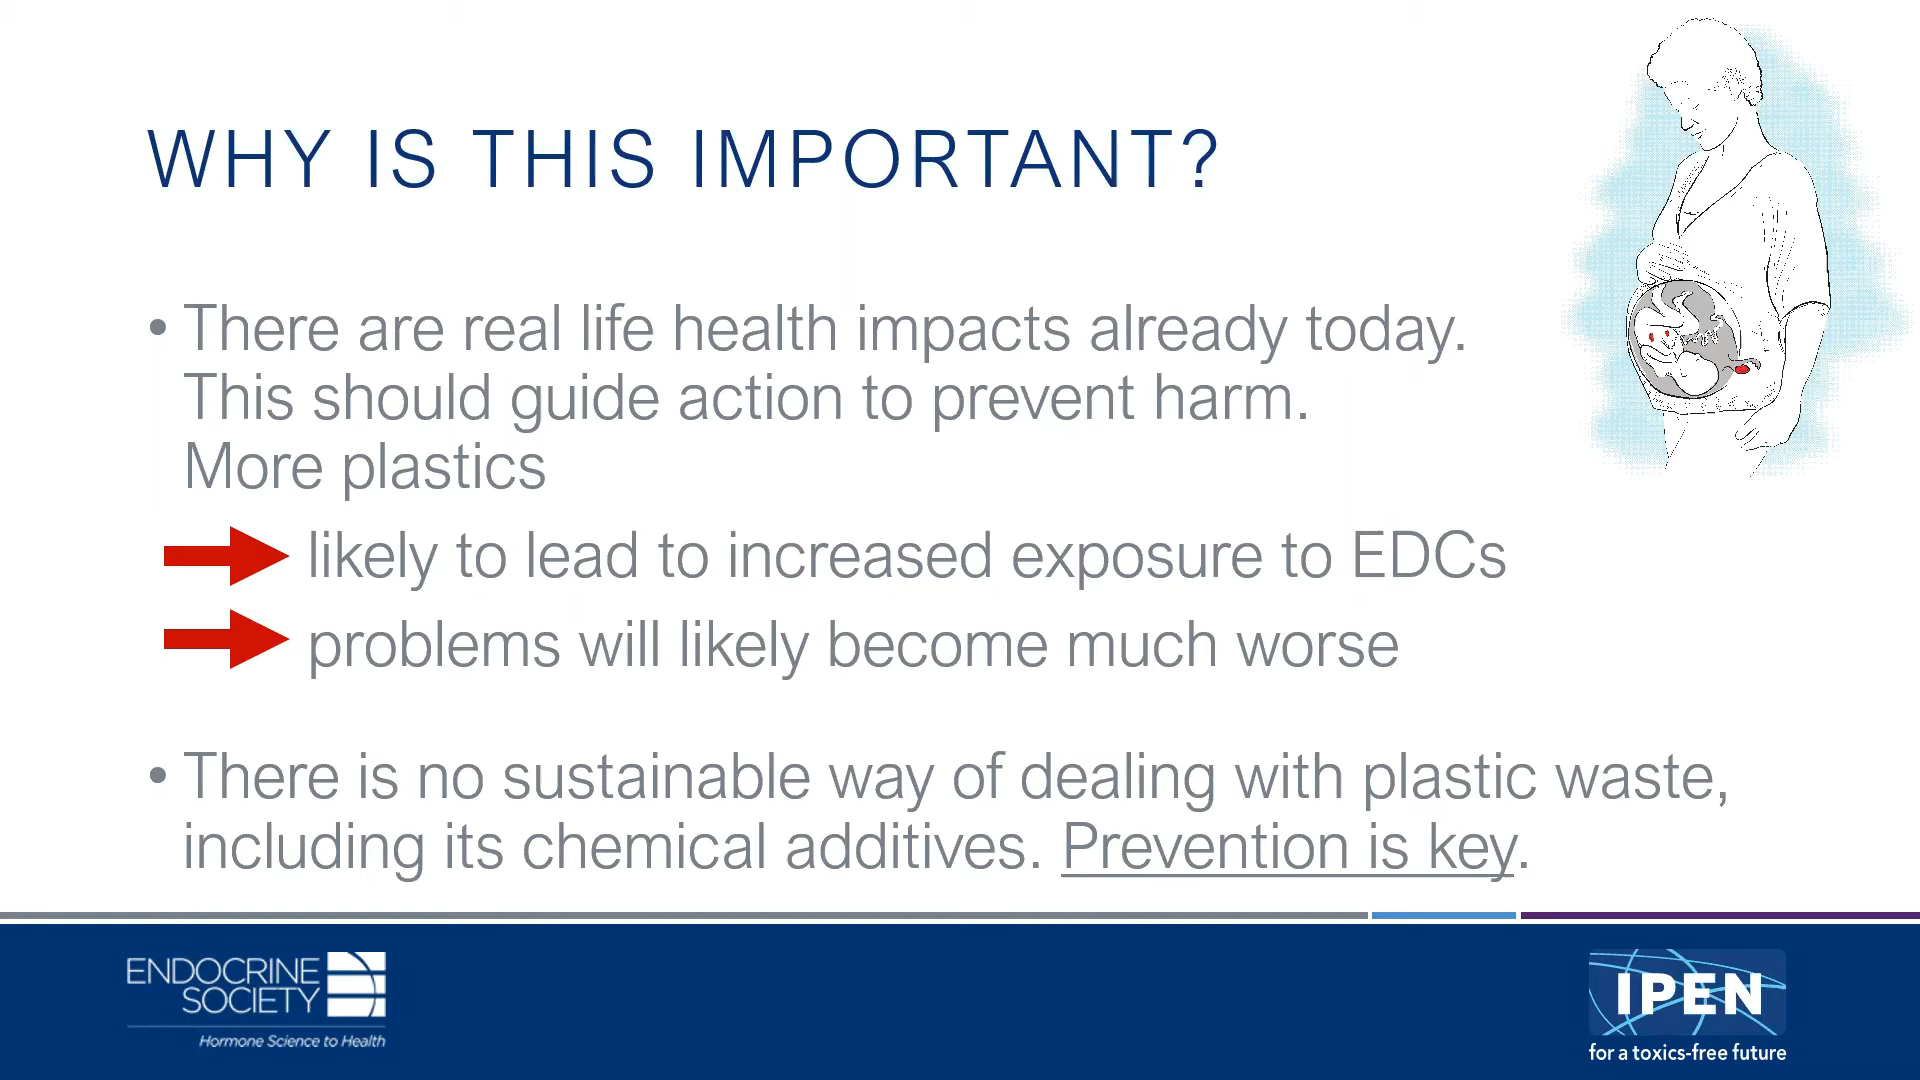 WHY IS THIS IMPORTANT?
• There are real life health impacts already today.
This should guide action to prevent harm.
More plastics
likely to lead to increased exposure to EDCs
problems will likely become much worse
• There is no sustainable way of dealing with plastic waste,
including its chemical additives. Prevention is key.
ENDOCRINE
SOCIETY
Hormone Science to Health
IPEN
for a toxics-free future